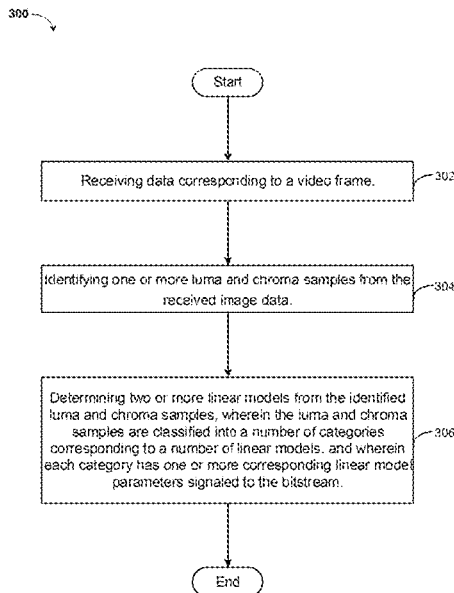 300
Start
Receiving data corresponding to a video frame.
302
Identifying one or more luma and chroma samples from the
received image data.
304
Determining two or more linear models from the identified
luma and chroma samples, wherein the luma and chroma
samples are classified into a number of categories
corresponding to a number of linear models, and wherein
each category has one or more corresponding linear model
parameters signaled to the bitstream.
306
End